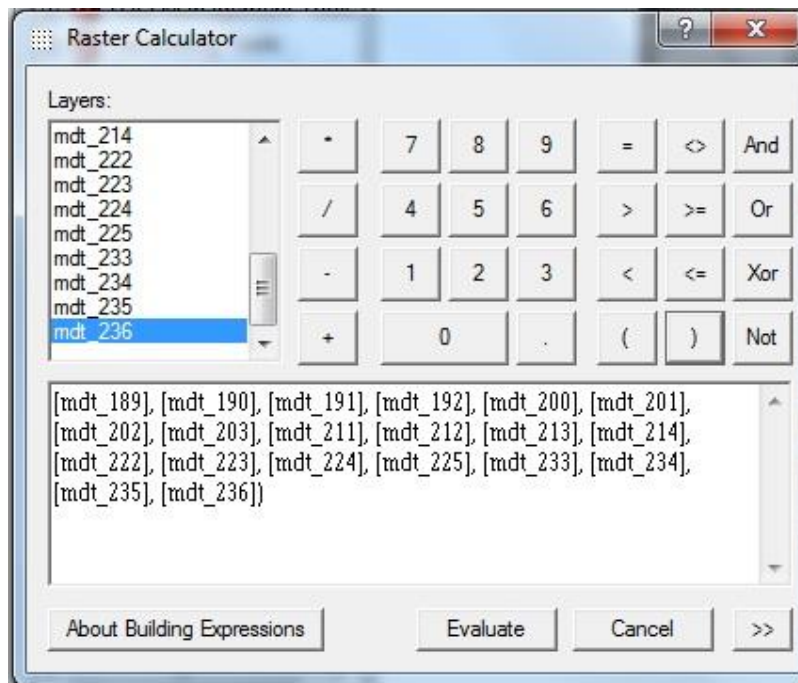 Raster Calculator
?
X
Layers:
mdt_214
mdt_222
mdt_223
mdt_224
mdt_225
mdt_233
mdt_234
mdt_235
mdt_236
* 7 8 9 = <> And
/ 4 5 6 > >= Or
- 1 2 3 < <= Xor
+ 0 . ( ) Not
[mdt_189], [mdt_190], [mdt_191], [mdt_192], [mdt_200], [mdt_201],
[mdt_202], [mdt_203], [mdt_211], [mdt_212], [mdt_213], [mdt_214],
[mdt_222], [mdt_223], [mdt_224], [mdt_225], [mdt_233], [mdt_234],
[mdt_235], [mdt_236])
About Building Expressions
Evaluate
Cancel
>>